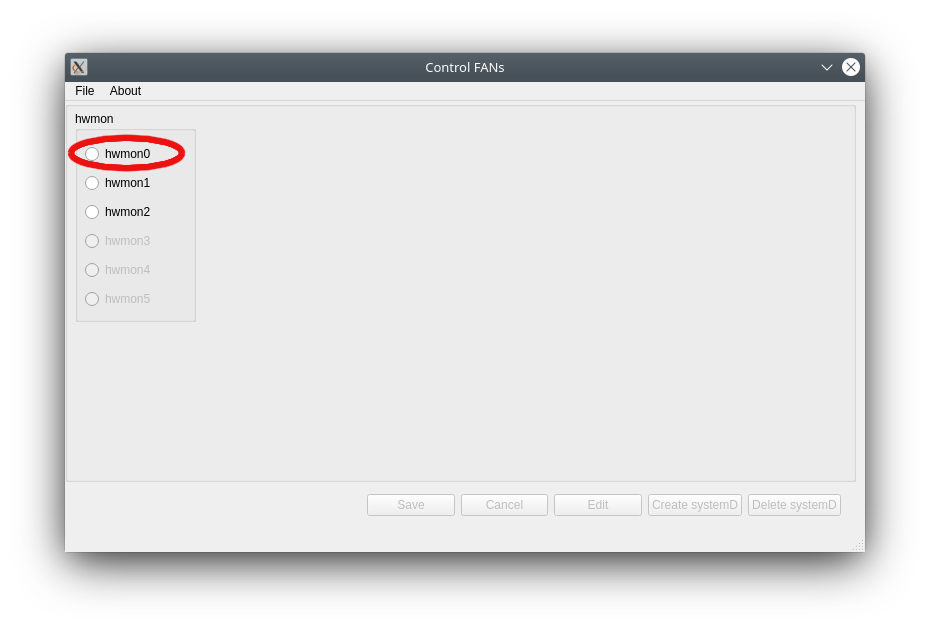 Control FANs
File About
hwmon
hwmon0
hwmon1
hwmon2
hwmon3
hwmon4
hwmon5
Save Cancel Edit Create systemD Delete systemD